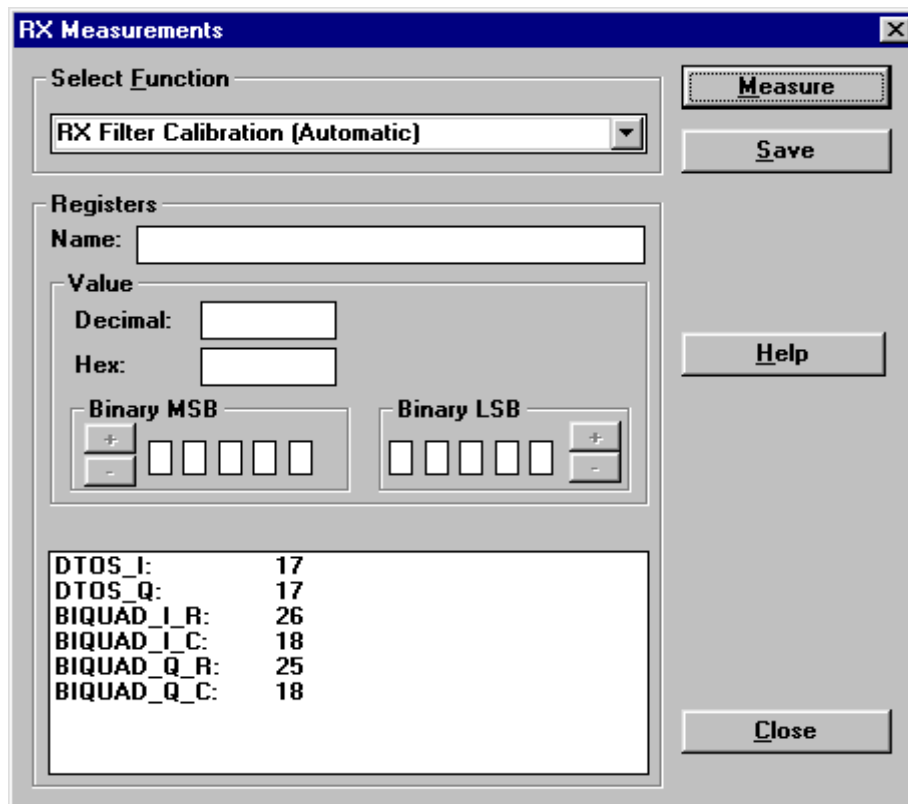 RX Measurements
Select Function
RX Filter Calibration (Automatic)
Measure
Save
Registers
Name:
Value
Decimal:
Hex:
Help
Binary MSB
+
-
Binary LSB
+
-
DTOS_I: 17
DTOS_Q: 17
BIQUAD_I_R: 26
BIQUAD_I_C: 18
BIQUAD_Q_R: 25
BIQUAD_Q_C: 18
Close